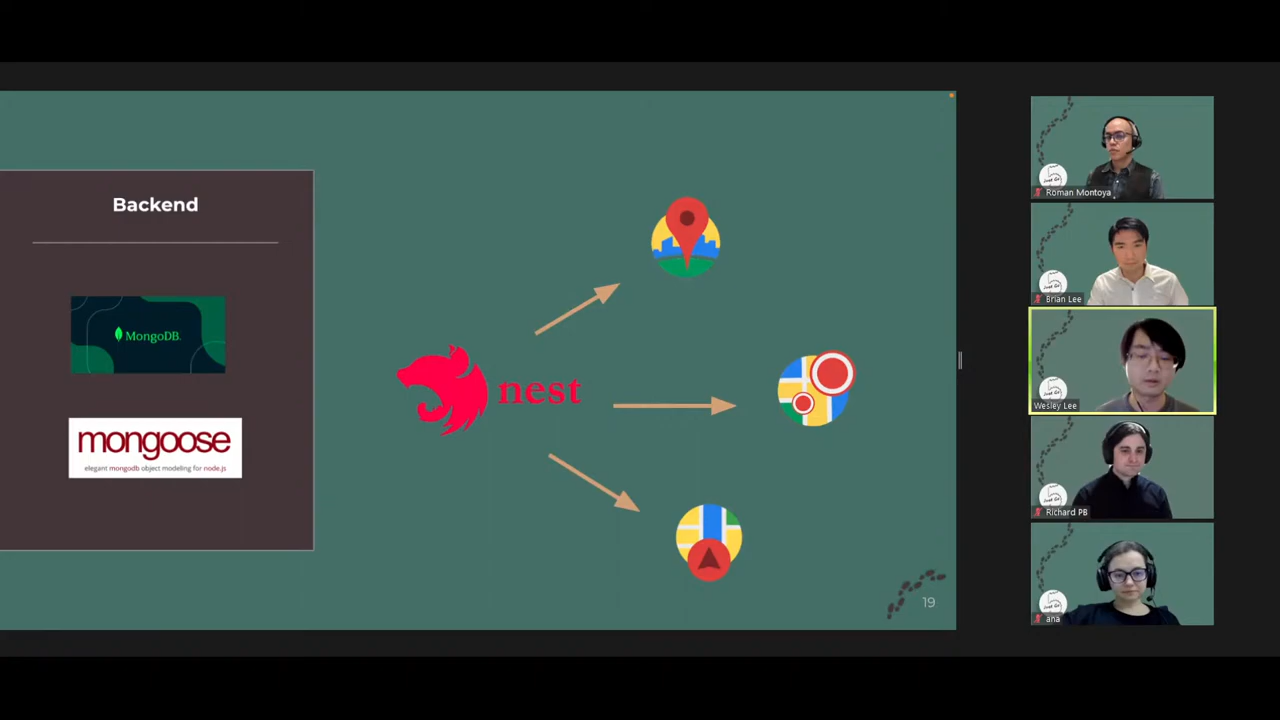 Backend
MongoDB.
mongoose
elegant mongodb object modeling for node.js
nest
19
Roman Montoya
Brian Lee
Wesley Lee
Richard PB
ana